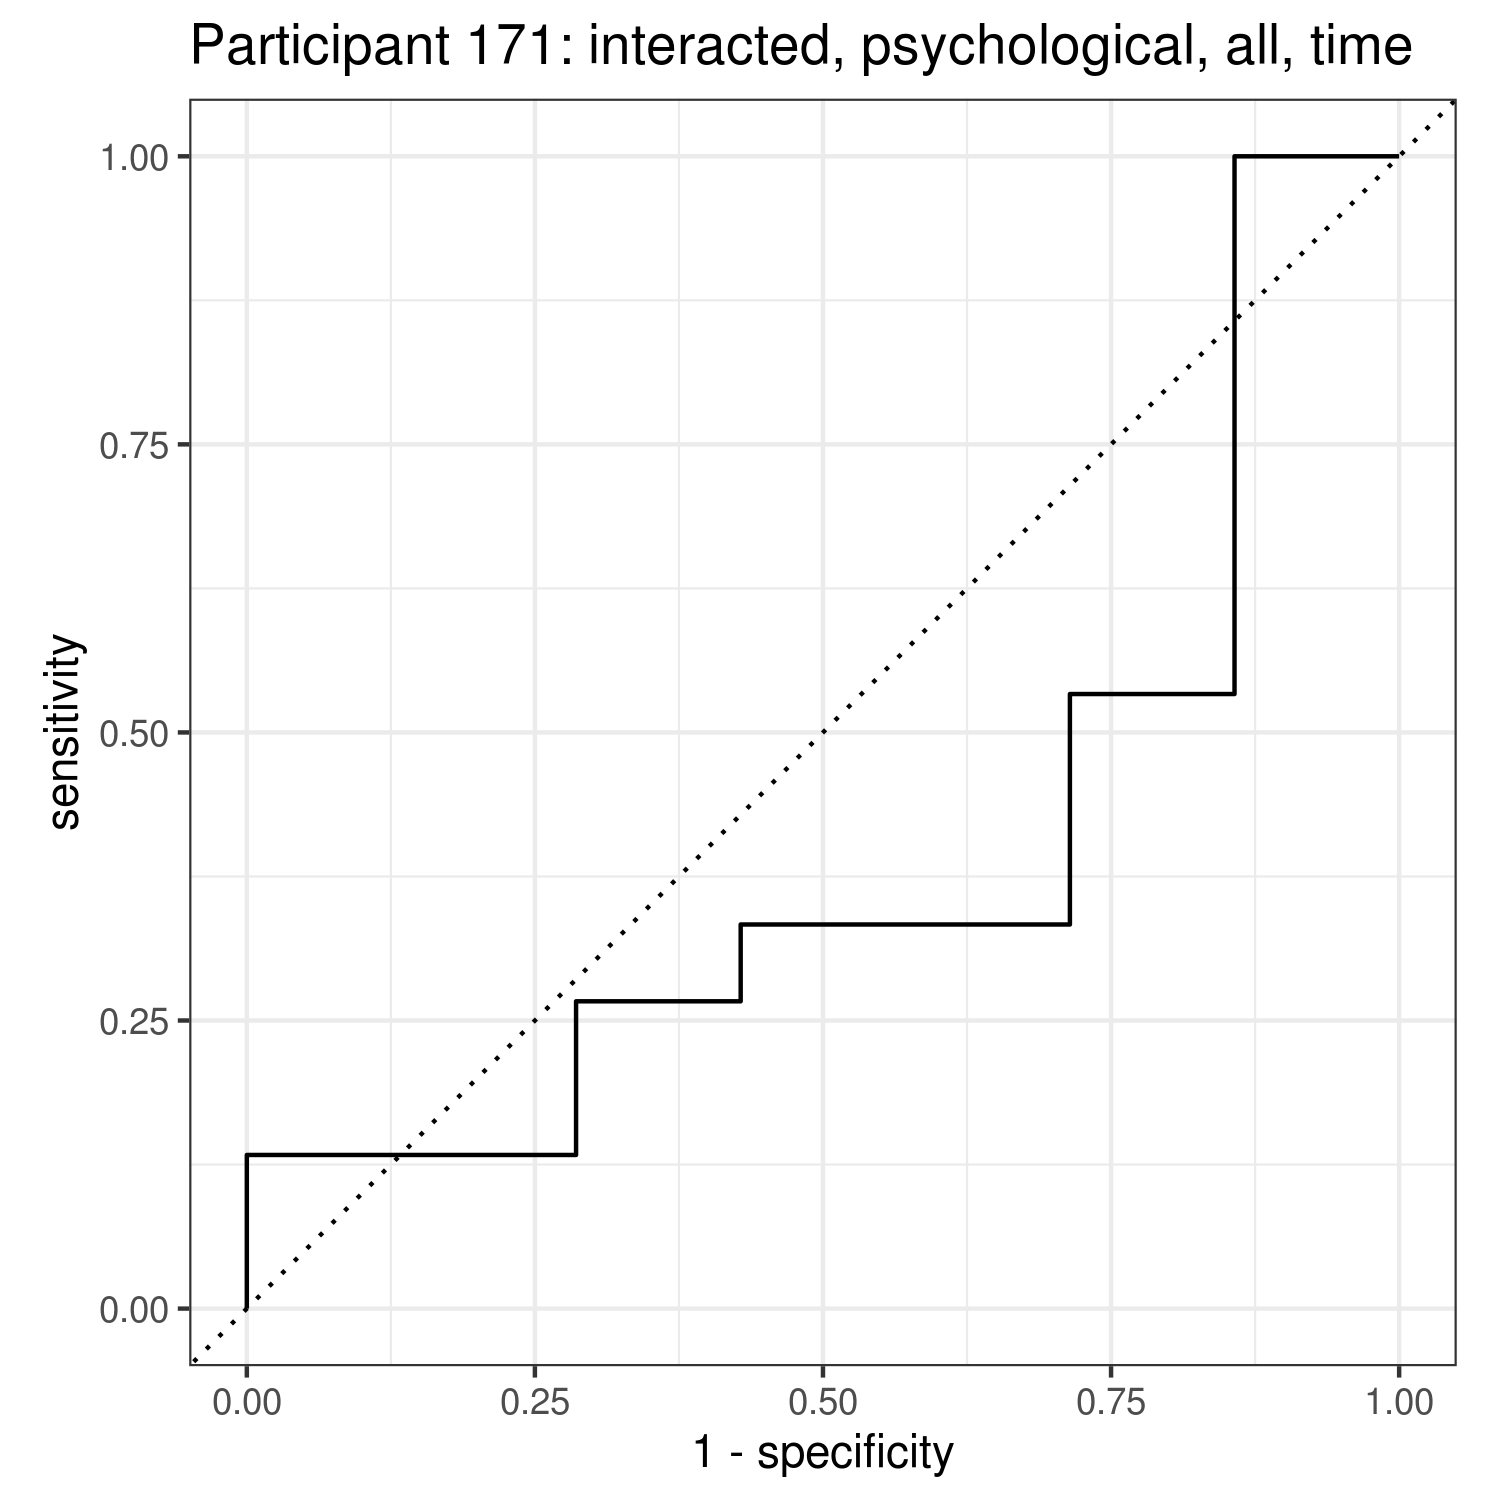 Participant 171: interacted, psychological, all, time
1.00
0.75
0.50
0.25
0.00
sensitivity
0.00 0.25 0.50 0.75 1.00
1 - specificity